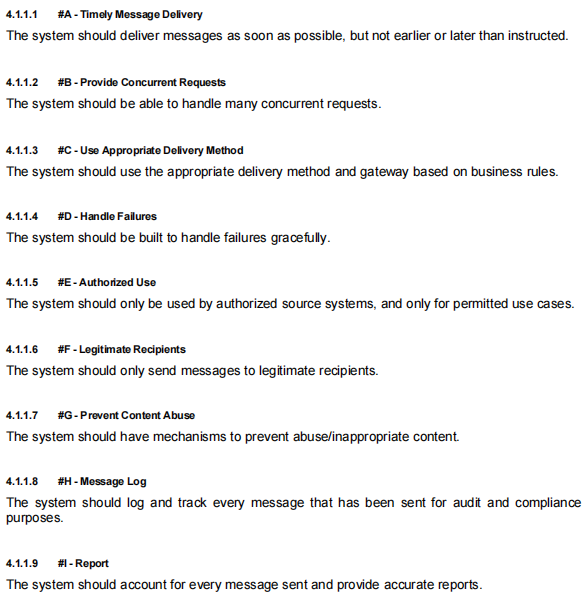 4.1.1.1 #A - Timely Message Delivery
The system should deliver messages as soon as possible, but not earlier or later than instructed.
4.1.1.2 #B - Provide Concurrent Requests
The system should be able to handle many concurrent requests.
4.1.1.3 #C - Use Appropriate Delivery Method
The system should use the appropriate delivery method and gateway based on business rules.
4.1.1.4 #D - Handle Failures
The system should be built to handle failures gracefully.
4.1.1.5 #E - Authorized Use
The system should only be used by authorized source systems, and only for permitted use cases.
4.1.1.6 #F - Legitimate Recipients
The system should only send messages to legitimate recipients.
4.1.1.7 #G - Prevent Content Abuse
The system should have mechanisms to prevent abuse/inappropriate content.
4.1.1.8 #H - Message Log
The system should log and track every message that has been sent for audit and compliance
purposes.
4.1.1.9 #I - Report
The system should account for every message sent and provide accurate reports.